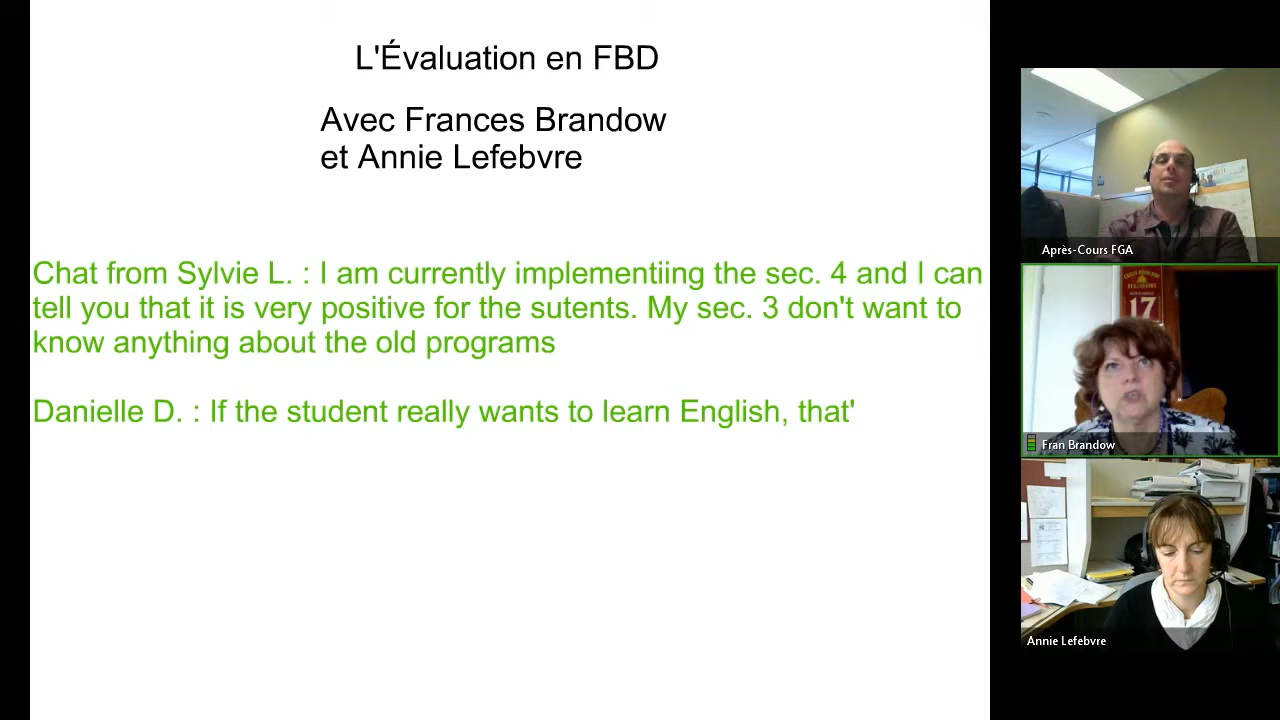 L'Évaluation en FBD
Avec Frances Brandow
et Annie Lefebvre
Chat from Sylvie L. : I am currently implementiing the sec. 4 and I can
tell you that it is very positive for the sutents. My sec. 3 don't want to
know anything about the old programs
Danielle D. : If the student really wants to learn English, that'
Après-Cours FGA
17
Fran Brandow
Annie Lefebvre